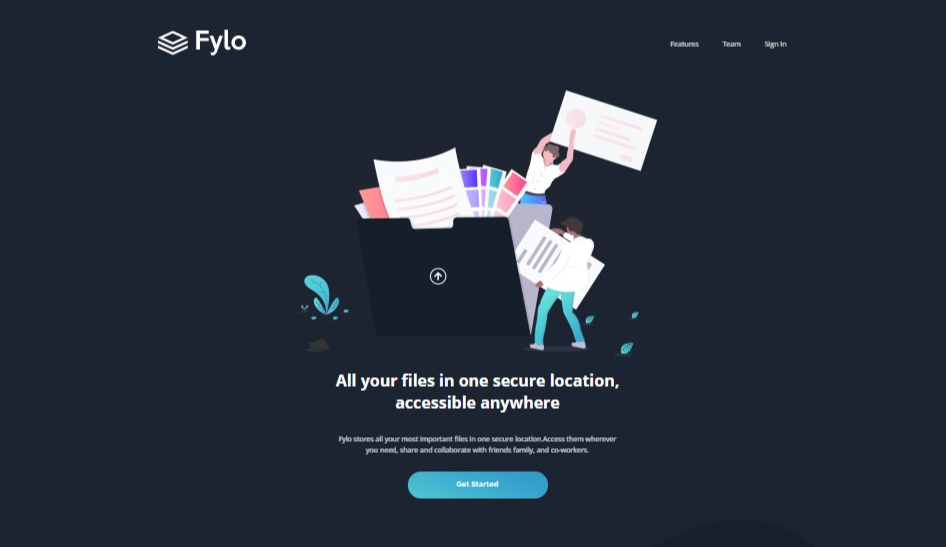 Fylo
Features
Team
Sign In
All your files in one secure location,
accessible anywhere
Fylo stores all your most important files in one secure location.Access them wherever
you need, share and collaborate with friends family, and co-workers.
Get Started